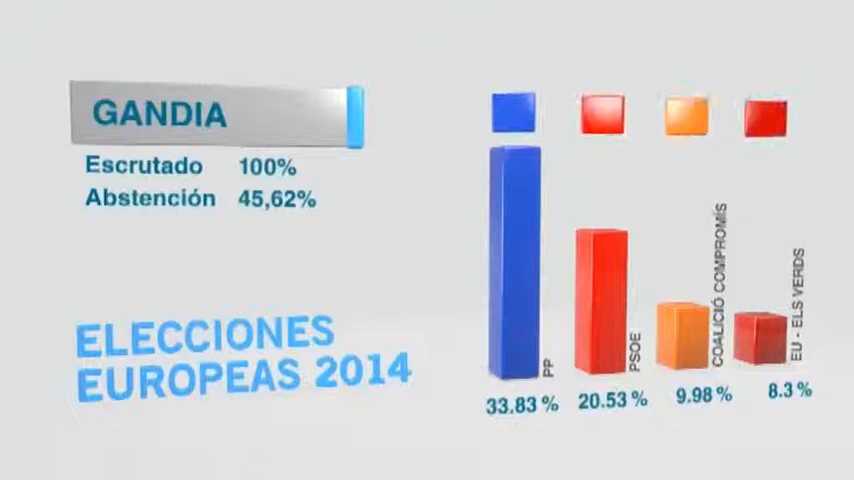 GANDIA
Escrutado 100%
Abstención 45,62%
ELECCIONES
EUROPEAS 2014
PP
PSOE
COALICIÓ COMPROMÍS
EU - ELS VERDS
33.83 % 20.53 % 9.98 % 8.3 %